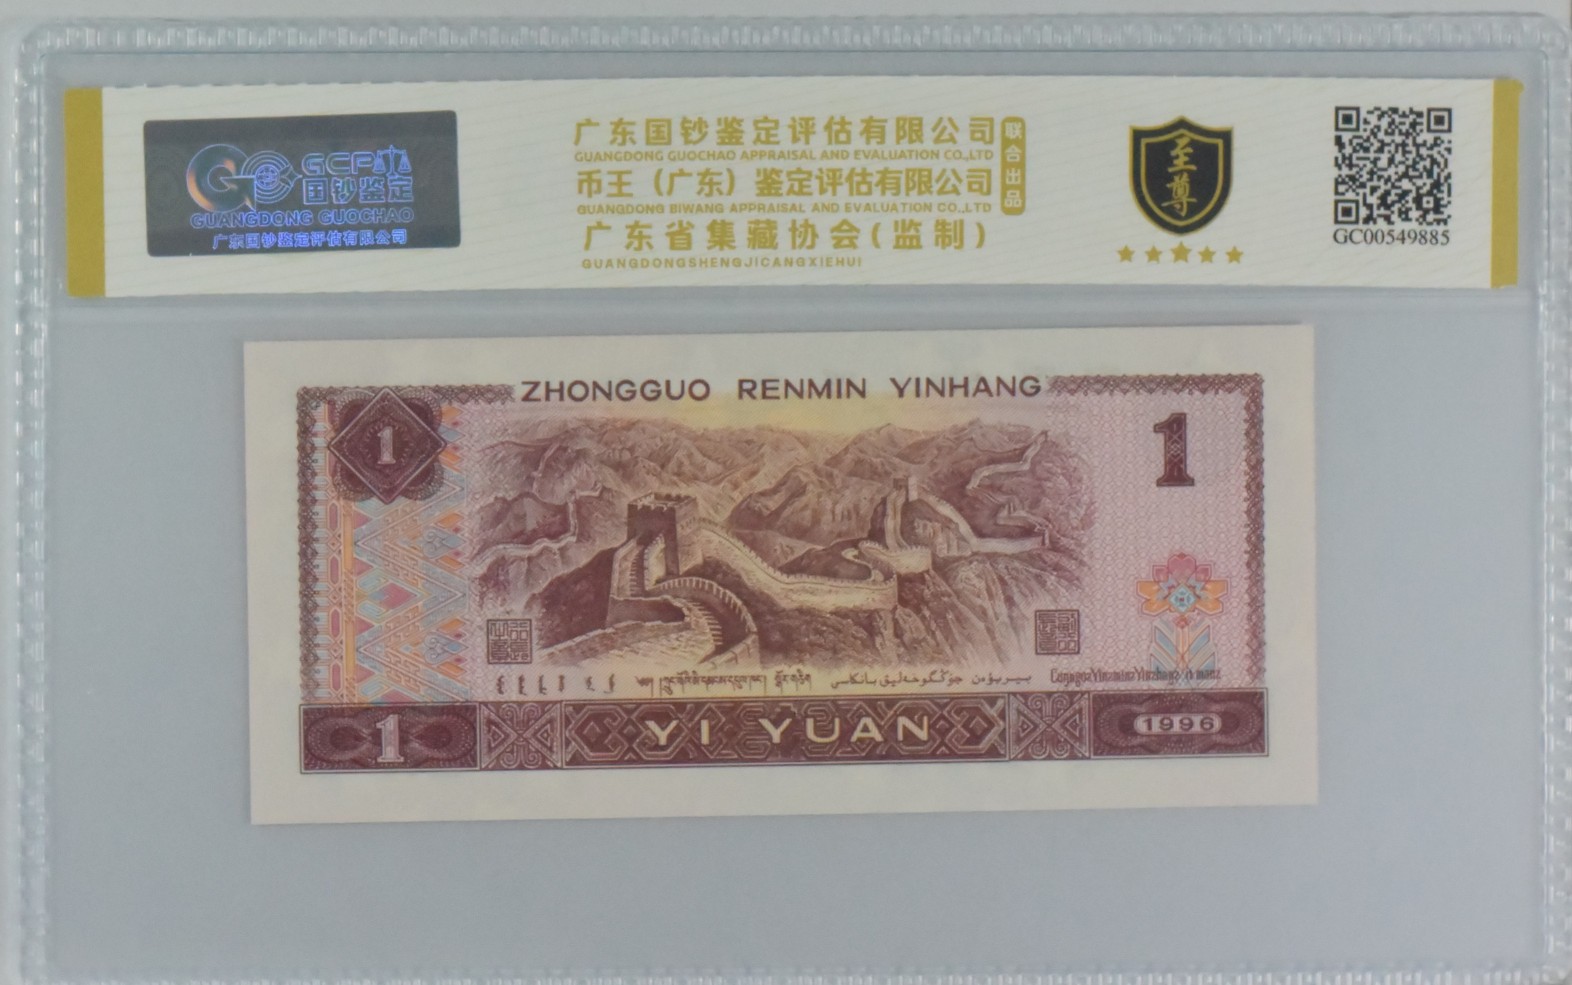 GCP
国钞鉴定
GUANGDONG GUOCHAO
广东国钞鉴定评估有限公司
广东国钞鉴定评估有限公司
GUANGDONG GUOCHAO APPRAISAL AND EVALUATION CO.,LTD
币王（广东）鉴定评估有限公司
GUANGDONG BIWANG APPRAISAL AND EVALUATION CO.,LTD
广东省集藏协会(监制)
GUANGDONGSHENGJICANGXIEHUI
联合出品
至尊
GC00549885
ZHONGGUO RENMIN YINHANG
1
1
1
YI YUAN
1996